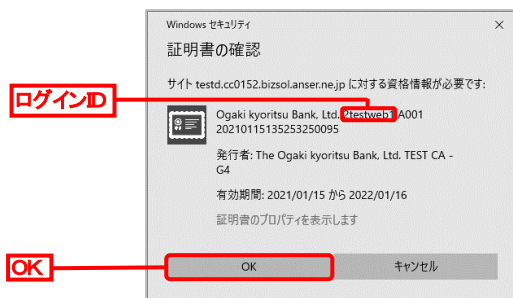 Windows セキュリティ
証明書の確認
サイト testd.cc0152.bizsol.anser.ne.jp に対する資格情報が必要です:
ログインID
Ogaki kyoritsu Bank, Ltd. 2testweb1 A001
20210115135253250095
発行者: The Ogaki kyoritsu Bank, Ltd. TEST CA -
G4
有効期間: 2021/01/15 から 2022/01/16
証明書のプロパティを表示します
OK
OK
キャンセル